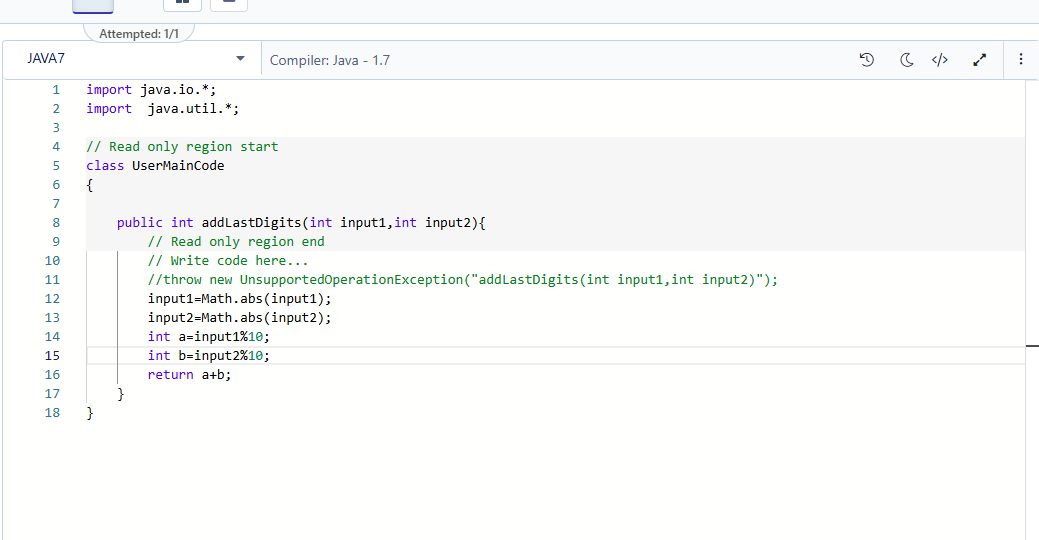 Attempted: 1/1
JAVA7 Compiler: Java - 1.7
1 import java.io.*;
2 import  java.util.*;
3
4 // Read only region start
5 class UserMainCode
6 {
7
8     public int addLastDigits(int input1,int input2){
9         // Read only region end
10         // Write code here...
11         //throw new UnsupportedOperationException("addLastDigits(int input1,int input2)");
12         input1=Math.abs(input1);
13         input2=Math.abs(input2);
14         int a=input1%10;
15         int b=input2%10;
16         return a+b;
17     }
18 }